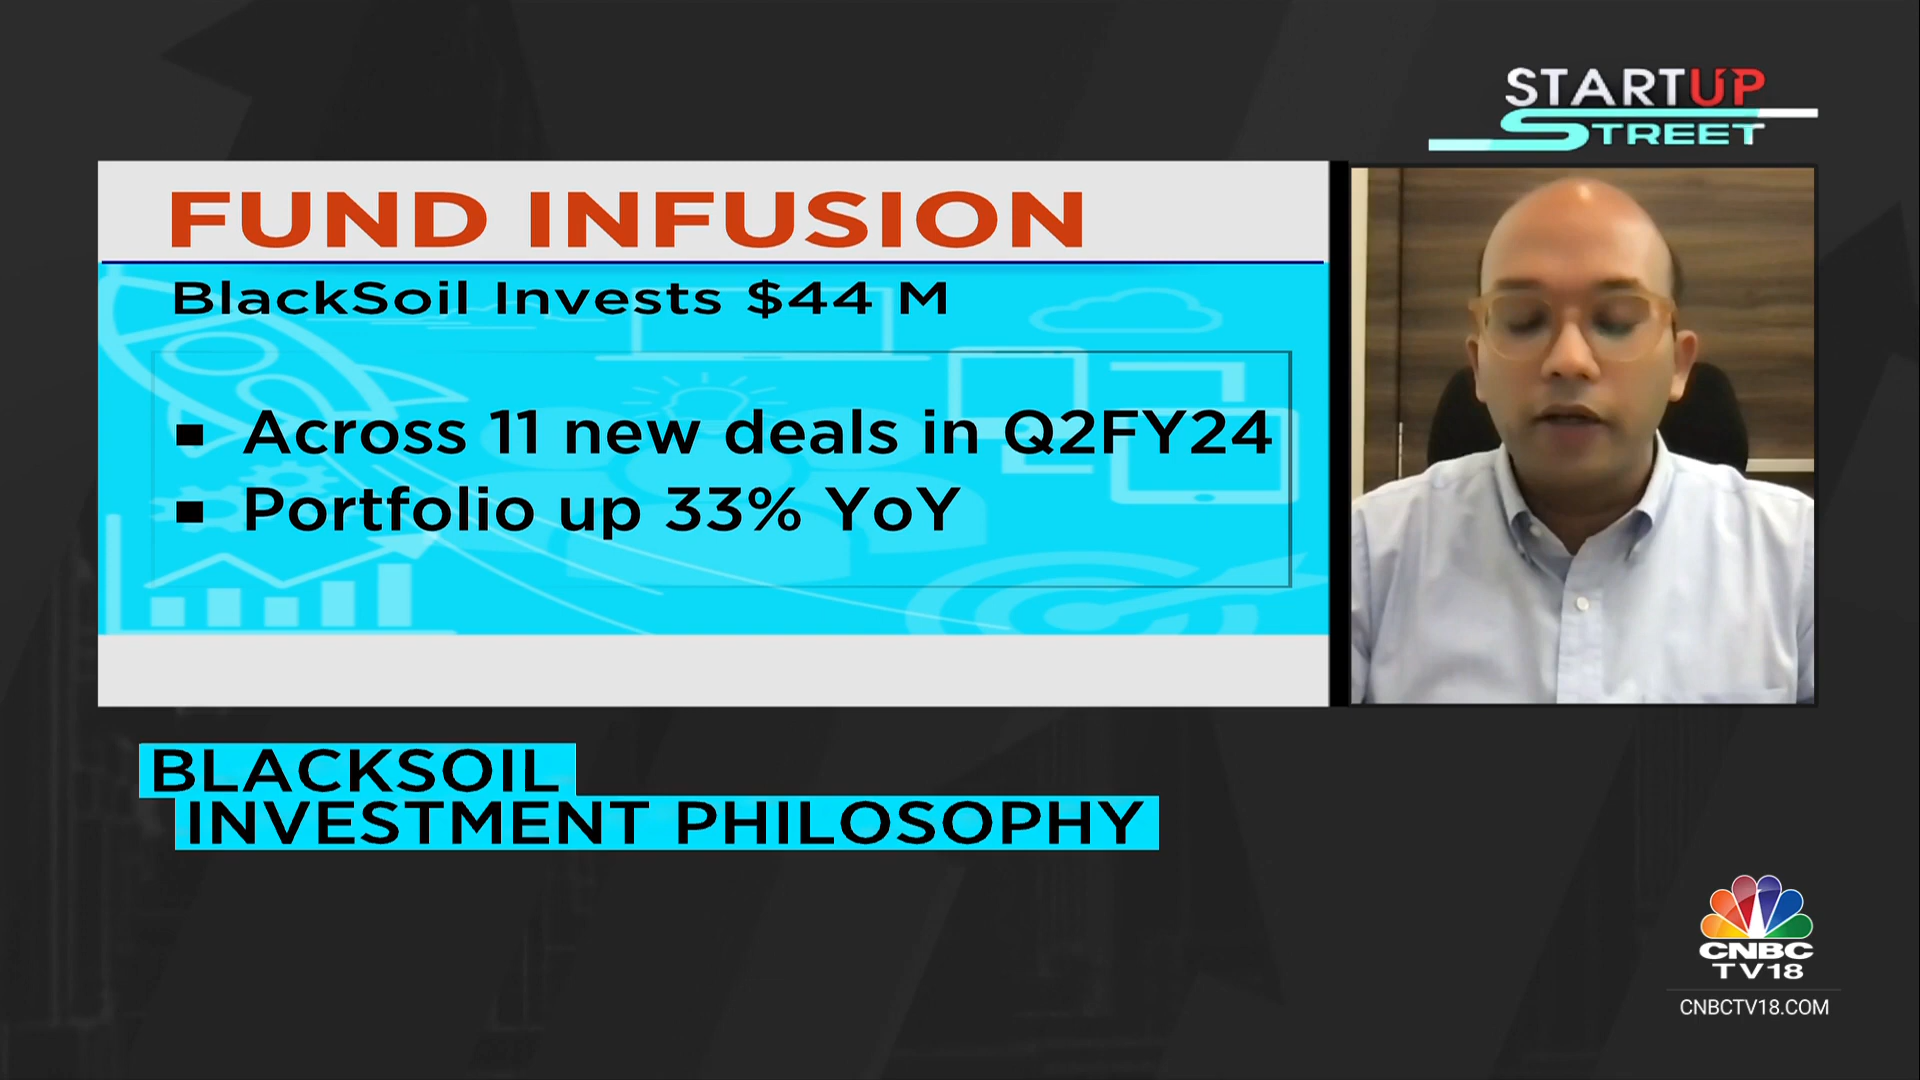 STARTUP
STREET
FUND INFUSION
BlackSoil Invests $44 M
▪ Across 11 new deals in Q2FY24
▪ Portfolio up 33% YoY
BLACKSOIL
INVESTMENT PHILOSOPHY
CNBC
TV18
CNBCTV18.COM